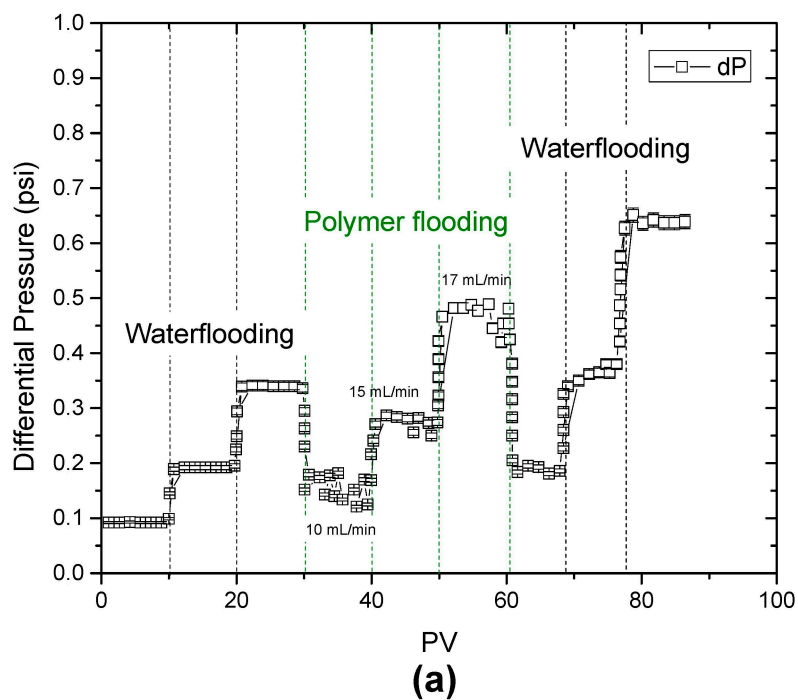 1.0
0.9
0.8
0.7
0.6
0.5
0.4
0.3
0.2
0.1
0.0
Differential Pressure (psi)
dP
Waterflooding
Polymer flooding
17 mL/min
Waterflooding
15 mL/min
10 mL/min
0 20 40 60 80 100
PV
(a)